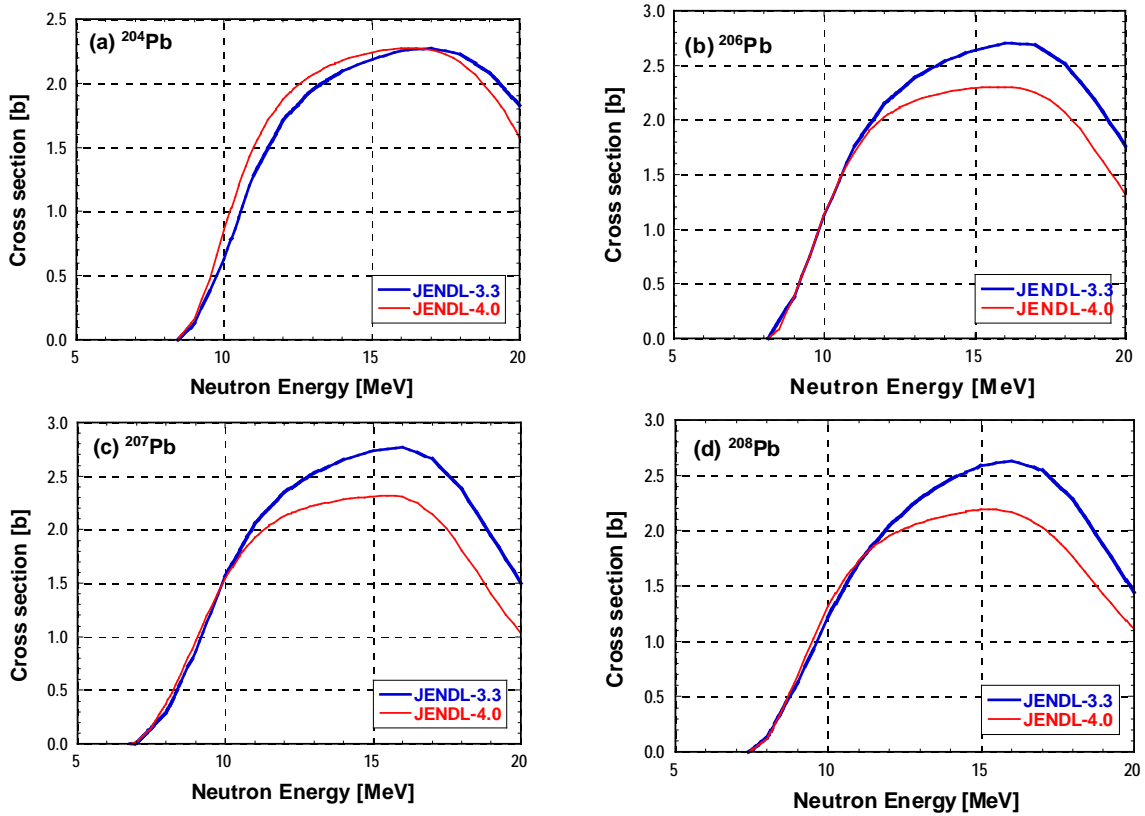 (a) 204Pb
Cross section [b]
2.5
2.0
1.5
1.0
0.5
0.0
JENDL-3.3
JENDL-4.0
5 10 15 20
Neutron Energy [MeV]
(b) 206Pb
Cross section [b]
3.0
2.5
2.0
1.5
1.0
0.5
0.0
JENDL-3.3
JENDL-4.0
5 10 15 20
Neutron Energy [MeV]
(c) 207Pb
Cross section [b]
3.0
2.5
2.0
1.5
1.0
0.5
0.0
JENDL-3.3
JENDL-4.0
5 10 15 20
Neutron Energy [MeV]
(d) 208Pb
Cross section [b]
3.0
2.5
2.0
1.5
1.0
0.5
0.0
JENDL-3.3
JENDL-4.0
5 10 15 20
Neutron Energy [MeV]